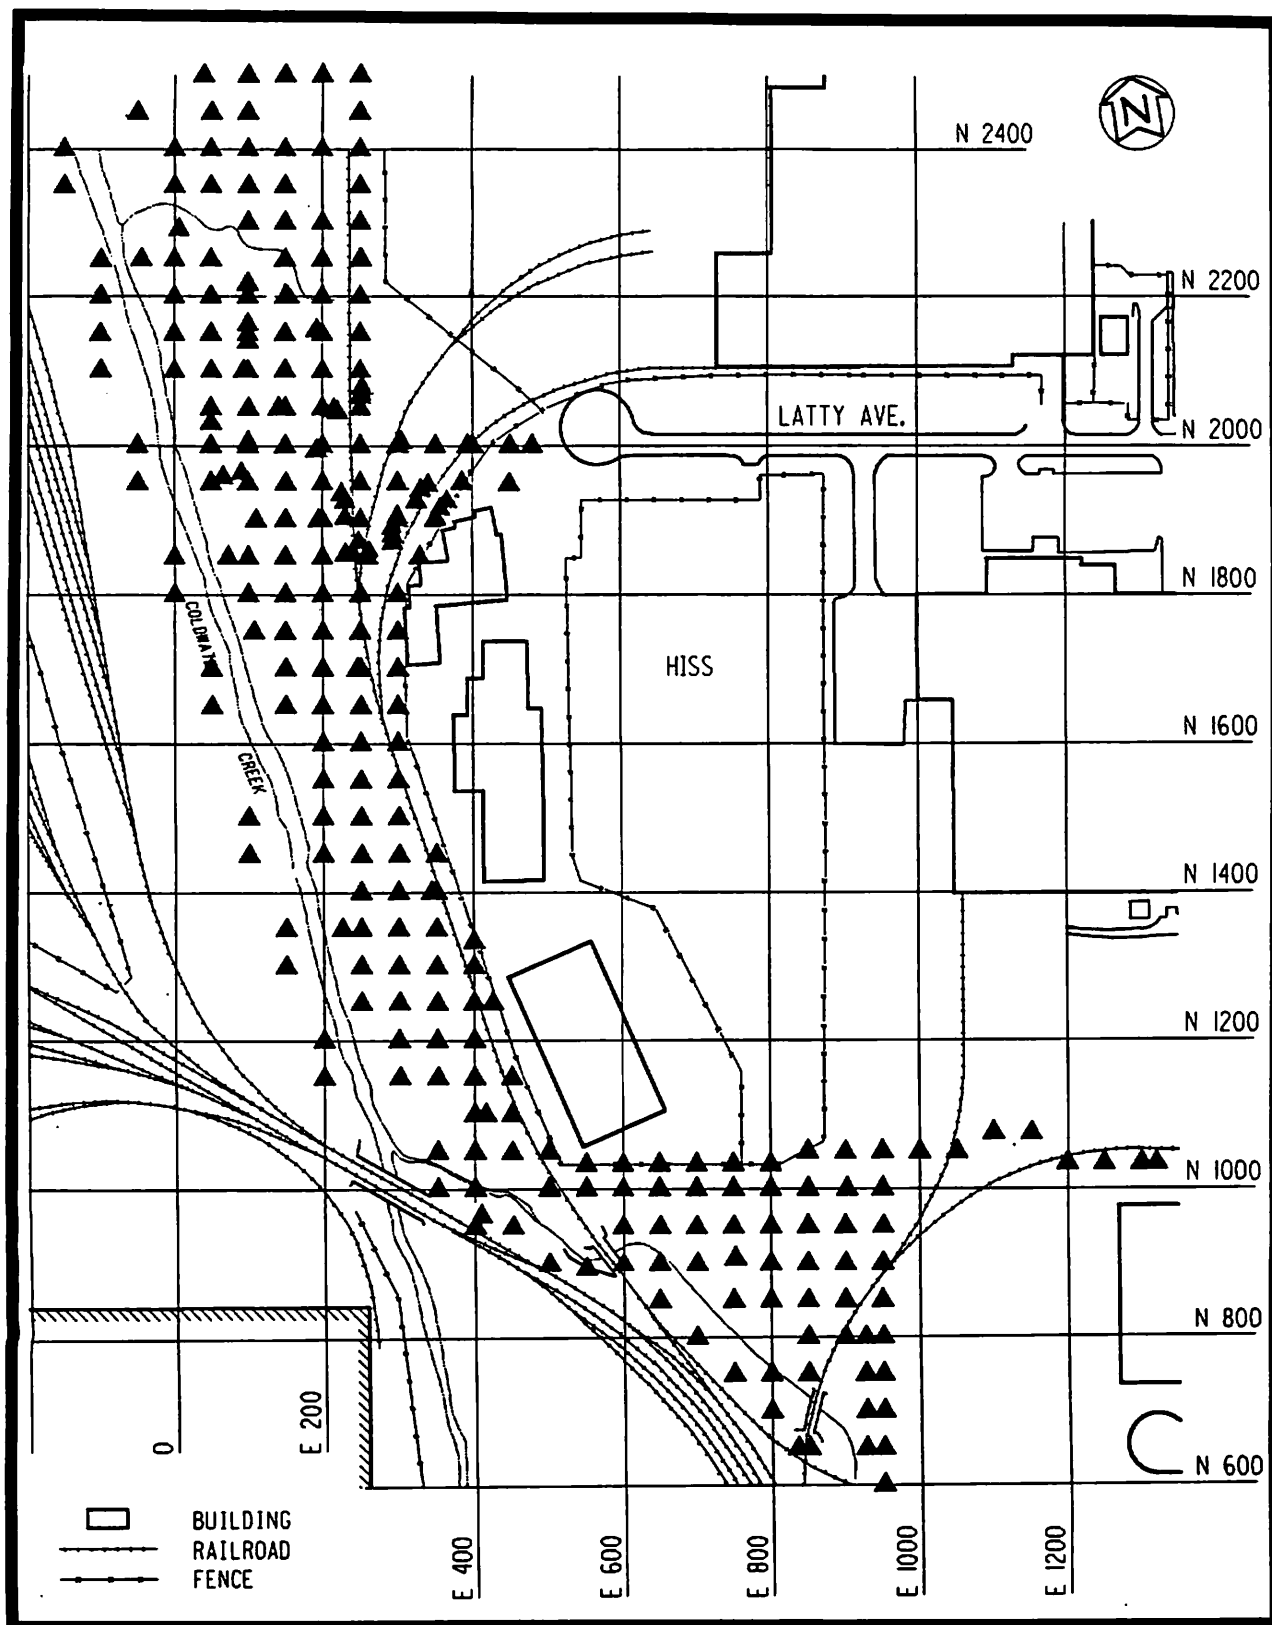 N
N 2400
N 2200
LATTY AVE.
N 2000
N 1800
COLDWATER
HISS
N 1600
CREEK
N 1400
N 1200
N 1000
N 800
0
E 200
N 600
E 400
E 600
E 800
E 1000
E 1200
BUILDING
RAILROAD
FENCE